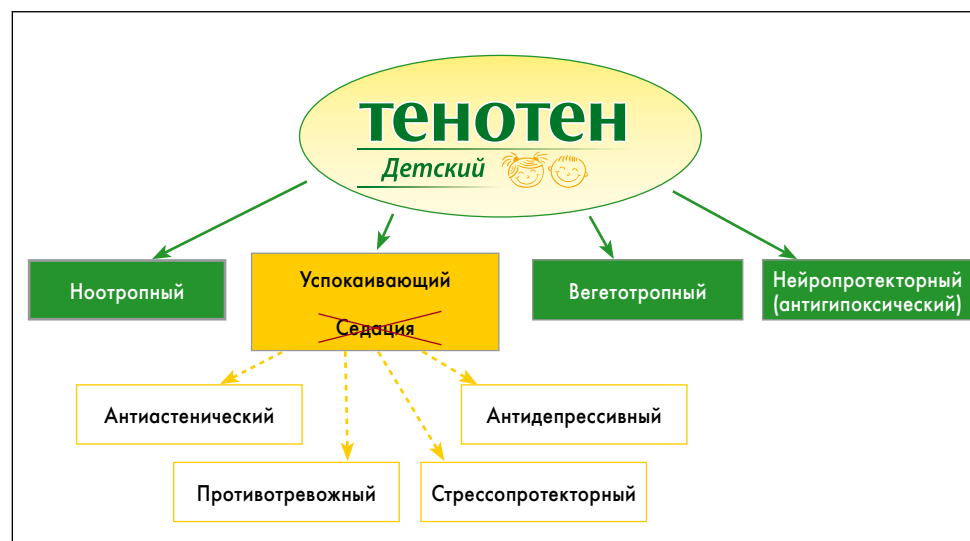 тенотен
Детский
Ноотропный
Успокаивающий
Седация
Вегетотропный
Нейропротекторный
(антигипоксический)
Антиастенический
Антидепрессивный
Противотревожный
Стрессопротекторный